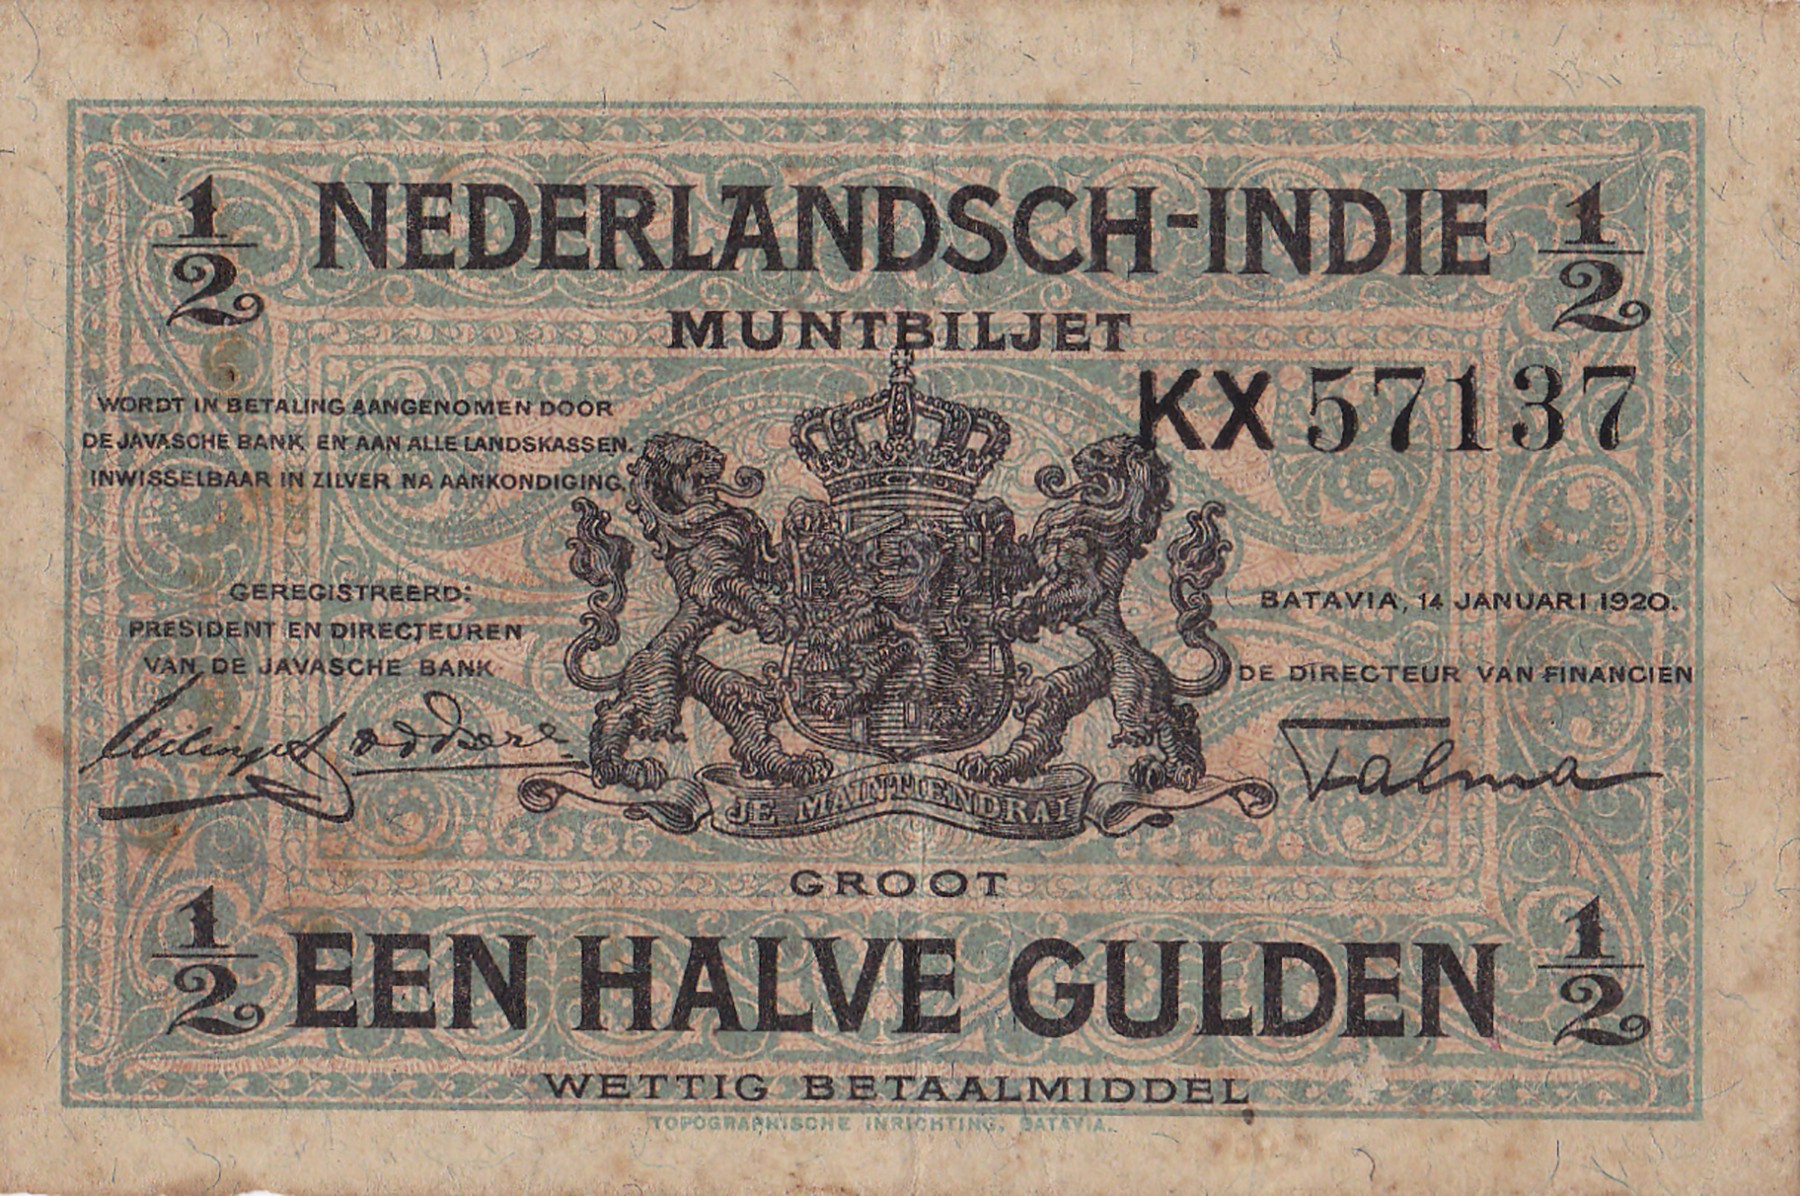 1/2 NEDERLANDSCH-INDIE 1/2
MUNTBILJET
KX 57137
WORDT IN BETALING AANGENOMEN DOOR
DE JAVASCHE BANK EN AAN ALLE LANDSKASSEN.
INWISSELBAAR IN ZILVER NA AANKONDIGING.
GEREGISTREERD:
PRESIDENT EN DIRECTEUREN
VAN DE JAVASCHE BANK
BATAVIA, 14 JANUARI 1920.
DE DIRECTEUR VAN FINANCIEN
Talma
JE MAINTIENDRAI
GROOT
1/2 EEN HALVE GULDEN 1/2
WETTIG BETAALMIDDEL
TOPOGRAPHISCHE INRICHTING, BATAVIA.